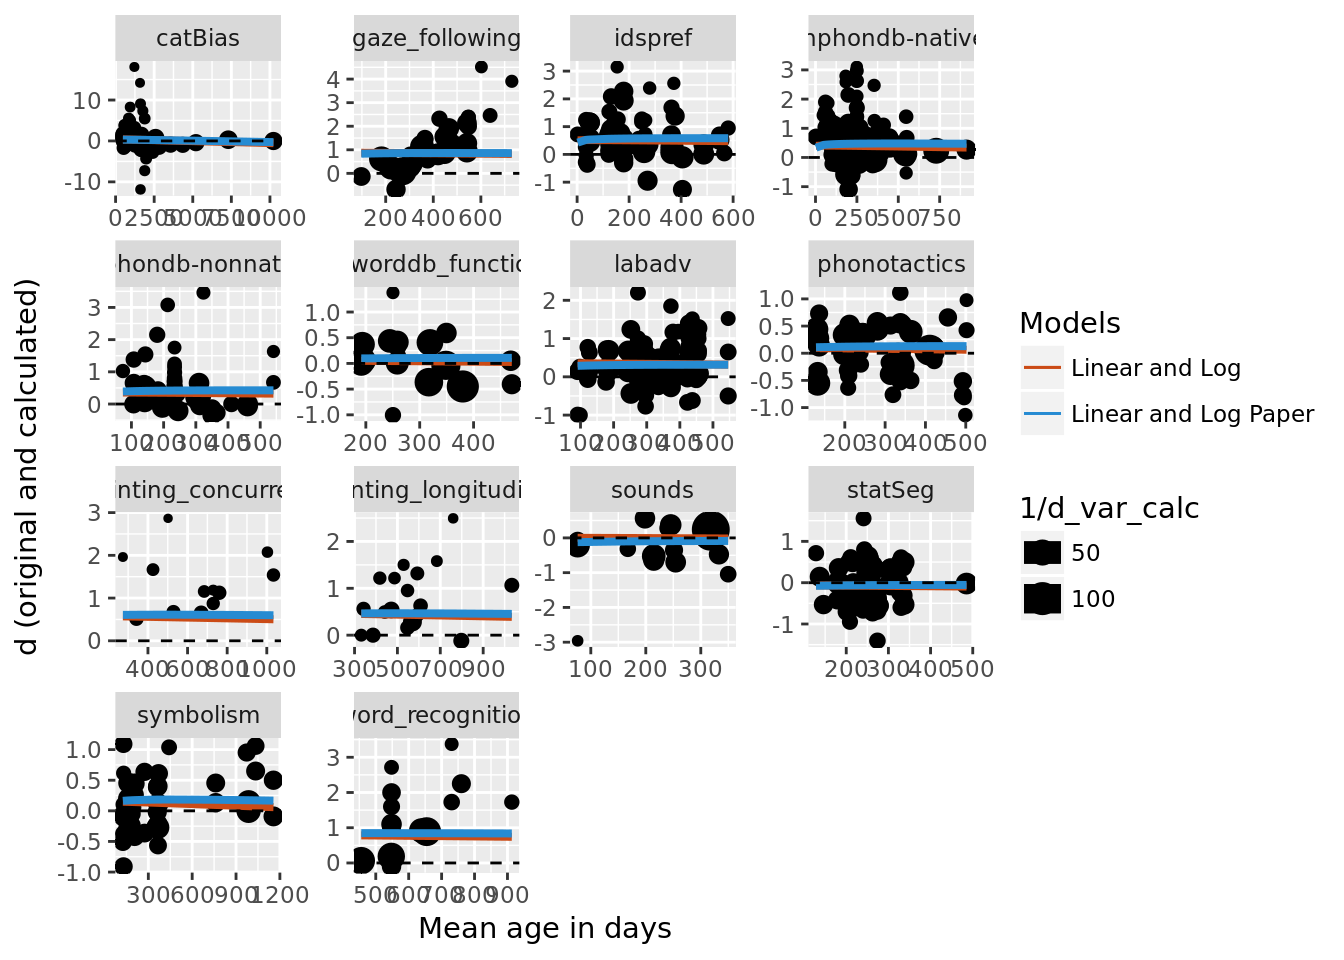 catBias
gaze_following
idspref
nphondb-native
10
0
-10
4
3
2
1
0
3
2
1
0
-1
3
2
1
0
-1
0 2500 5000 7500 10000
200 400 600
0 200 400 600
0 250 500 750
hondb-nonnat
worddb_functio
labadv
phonotactics
3
2
1
0
1.0
0.5
0.0
-0.5
-1.0
2
1
0
-1
1.0
0.5
0.0
-0.5
-1.0
100 200 300 400 500
200 300 400
100 200 300 400 500
200 300 400 500
inting_concurre
nting_longitudi
sounds
statSeg
3
2
1
0
2
1
0
0
-1
-2
-3
1
0
-1
400 600 800 1000
300 500 700 900
100 200 300
200 300 400 500
symbolism
word_recognitio
1.0
0.5
0.0
-0.5
-1.0
3
2
1
0
300 600 900 1200
500 600 700 800 900
Mean age in days
d (original and calculated)
Models
Linear and Log
Linear and Log Paper
1/d_var_calc
50
100